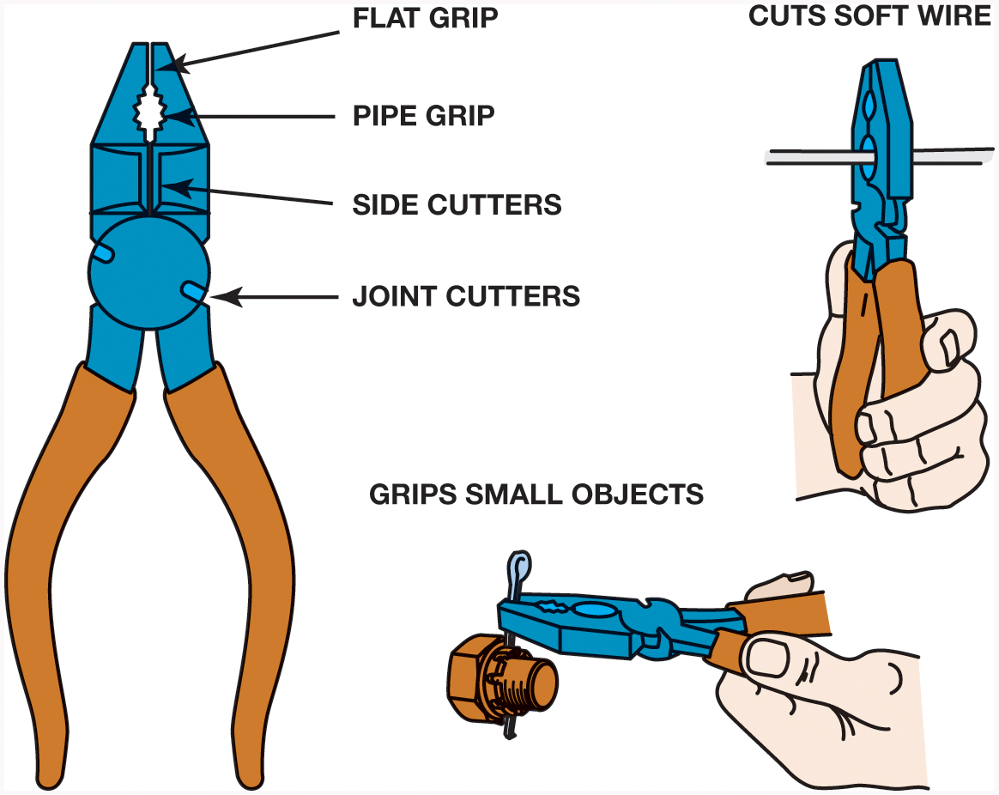 FLAT GRIP
CUTS SOFT WIRE
PIPE GRIP
SIDE CUTTERS
JOINT CUTTERS
GRIPS SMALL OBJECTS